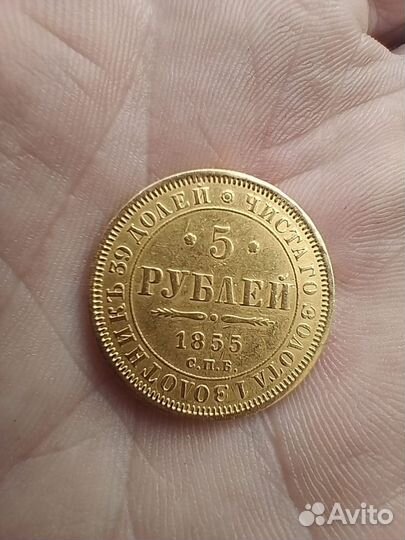 5
РУБЛЕЙ
1855
С.П.Б.
ЧИСТАГО ЗОЛОТА 1 ЗОЛОТНИКЪ 39 ДОЛЕЙ
Avito